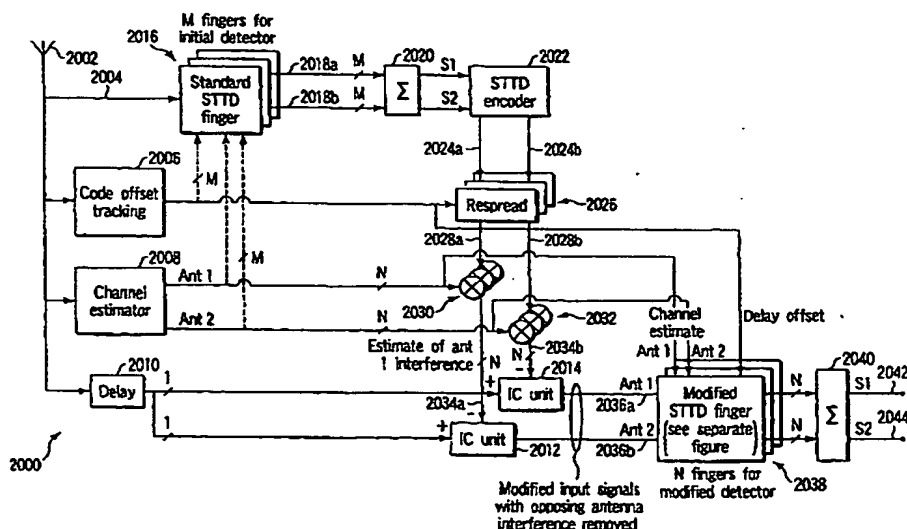 M fingers for
initial detector
2002
2016
2004
Standard
STTD
finger
2018a
M
2018b
M
2020
Σ
S1
S2
2022
STTD
encoder
2024a
2024b
2006
Code offset
tracking
M
Respread
2026
2028a
2028b
2008
Channel
estimator
Ant 1
Ant 2
M
N
N
2030
2032
Channel
estimate
Ant 1
Ant 2
Delay offset
Estimate of ant
1 interference
N
N
2034b
2034a
2010
Delay
1
1
+
-
IC unit
2014
+
-
IC unit
2012
Ant 1
2036a
Ant 2
2036b
Modified
STTD finger
(see separate
figure)
N
N
2040
Σ
S1
2042
S2
2044
2038
N fingers for
modified detector
2000
Modified input signals
with opposing antenna
interference removed